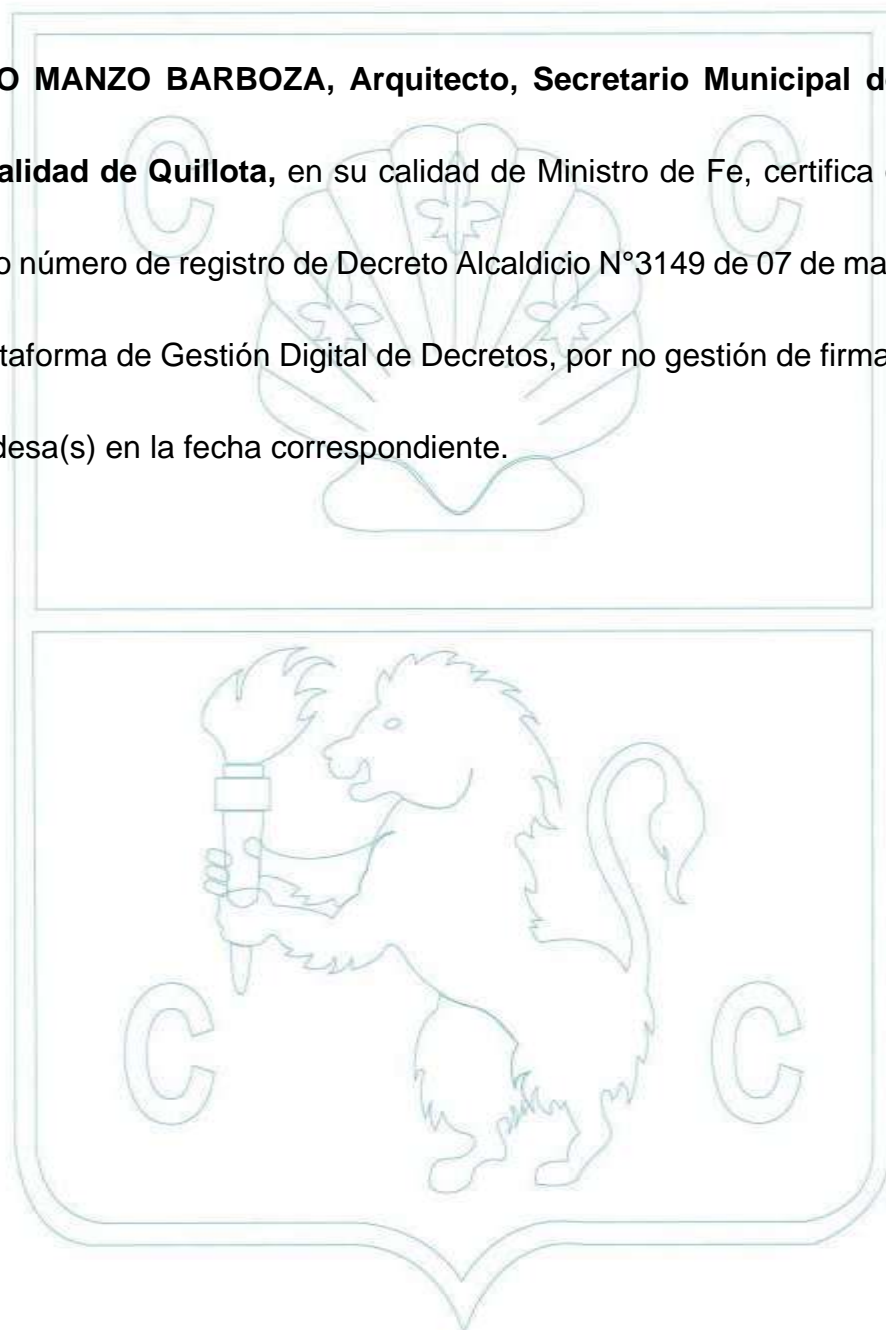 O MANZO BARBOZA, Arquitecto, Secretario Municipal de
alidad de Quillota, en su calidad de Ministro de Fe, certifica
o número de registro de Decreto Alcaldicio N°3149 de 07 de ma
taforma de Gestión Digital de Decretos, por no gestión de firma
desa(s) en la fecha correspondiente.
C C
C C